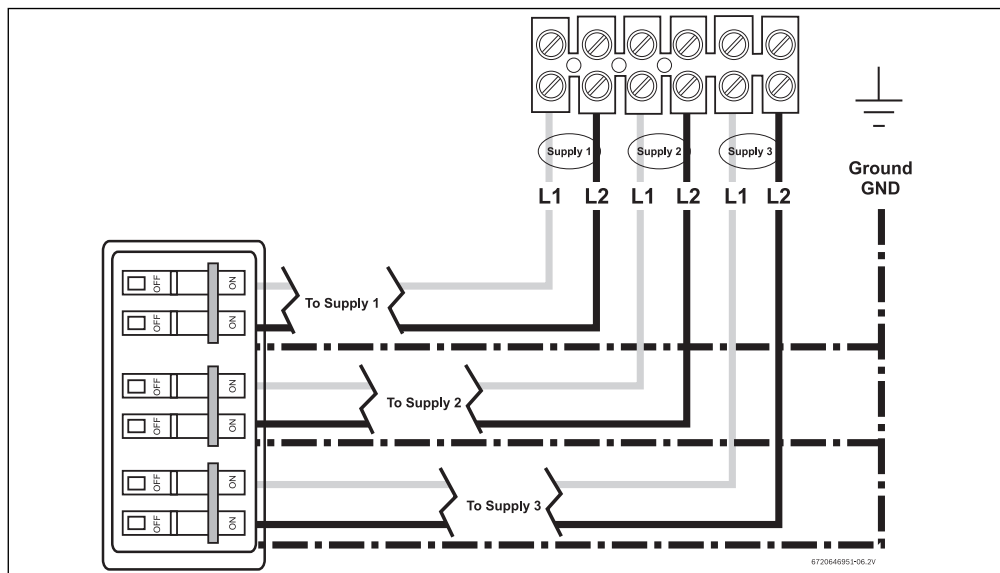 Supply 1 Supply 2 Supply 3
L1 L2 L1 L2 L1 L2
Ground
GND
OFF ON
To Supply 1
OFF ON
OFF ON
To Supply 2
OFF ON
OFF ON
To Supply 3
OFF ON
6720646951-06.2V